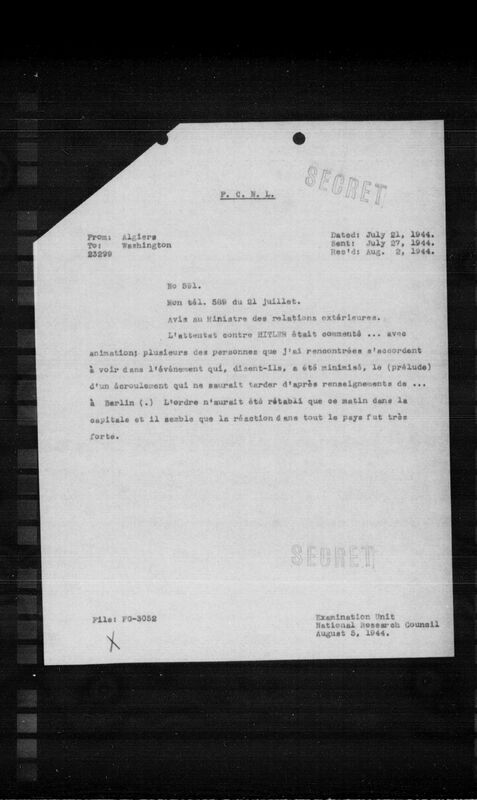 SECRET
F. C. N. L.
From: Algiers
To: Washington
23299
Dated: July 21, 1944.
Sent: July 27, 1944.
Rec'd: Aug. 2, 1944.
No 591.
Mon tél. 589 du 21 juillet.
Avis au Ministre des relations extérieures.
L'attentat contre HITLER était commenté ... avec
animation; plusieurs des personnes que j'ai rencontrées s'accordent
à voir dans l'événement qui, disent-ils, a été minimisé, le (prélude)
d'un écroulement qui ne saurait tarder d'après renseignements de ...
à Berlin (.) L'ordre n'aurait été rétabli que ce matin dans la
capitale et il semble que la réaction dans tout le pays fut très
forte.
SECRET
File: FG-3052
X
Examination Unit
National Research Council
August 5, 1944.